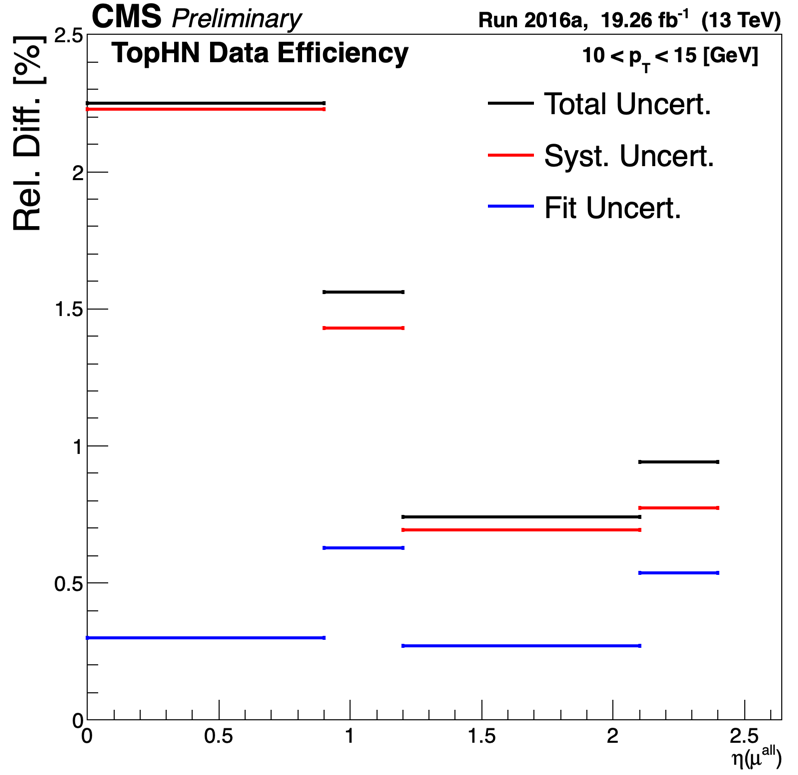 CMS Preliminary
Run 2016a, 19.26 fb⁻¹ (13 TeV)
TopHN Data Efficiency
10 < p_T < 15 [GeV]
Total Uncert.
Syst. Uncert.
Fit Uncert.
Rel. Diff. [%]
2.5
2
1.5
1
0.5
0
0
0.5
1
1.5
2
2.5
η(μ^all)